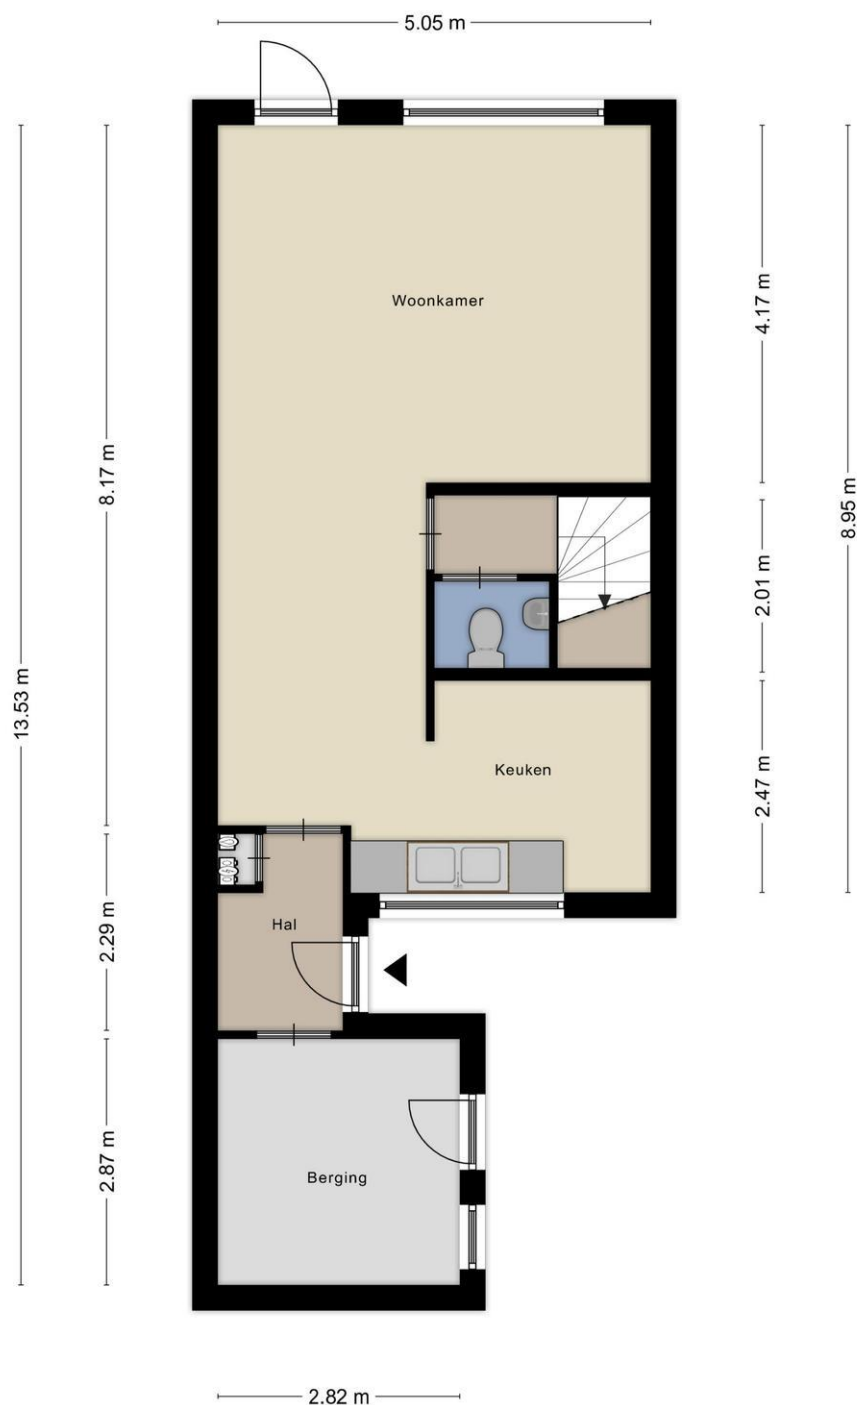 5.05 m
Woonkamer
4.17 m
8.17 m
8.95 m
2.01 m
13.53 m
Keuken
2.47 m
Hal
2.29 m
2.87 m
Berging
2.82 m